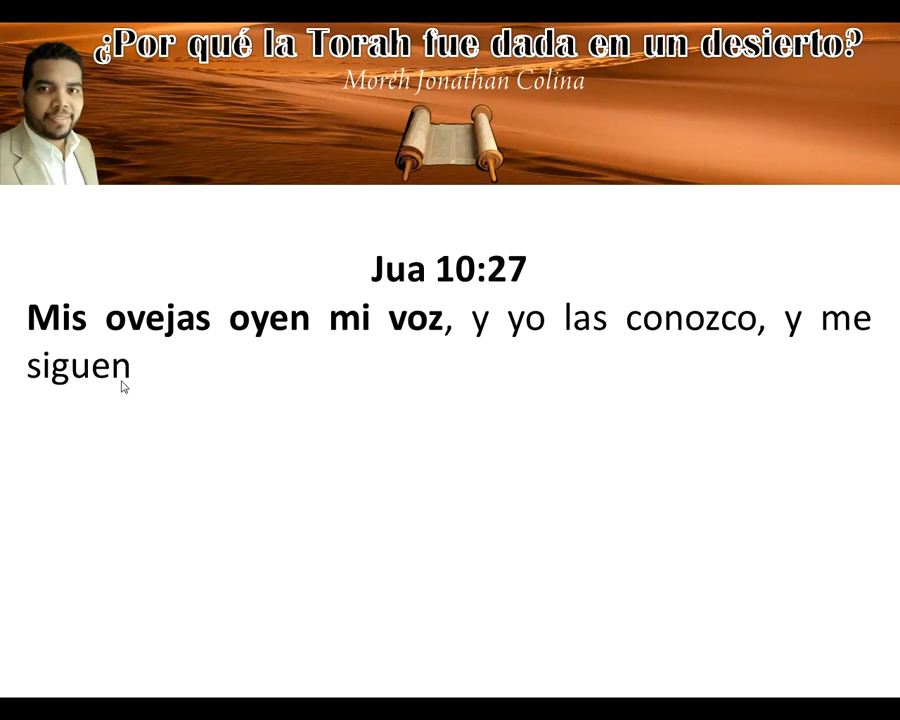 ¿Por qué la Torah fue dada en un desierto?
Moréh Jonathan Colina
Jua 10:27
Mis ovejas oyen mi voz, y yo las conozco, y me
siguen